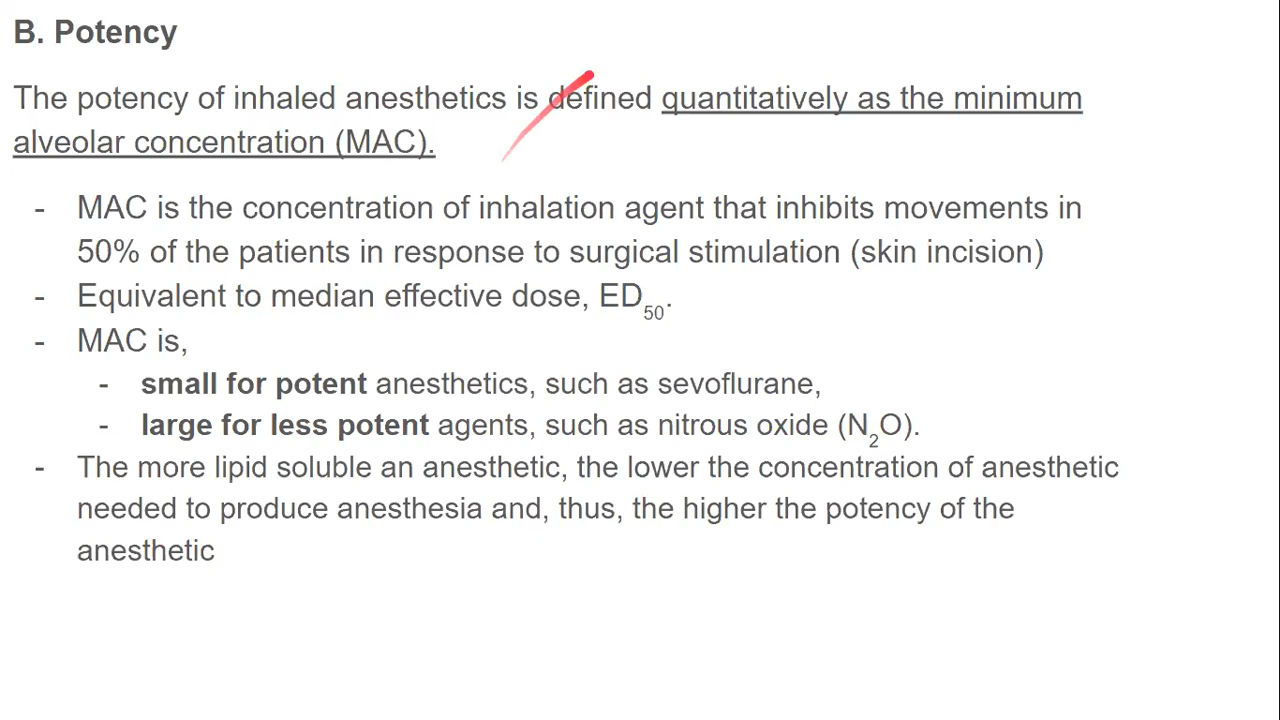 B. Potency
The potency of inhaled anesthetics is defined quantitatively as the minimum
alveolar concentration (MAC).
- MAC is the concentration of inhalation agent that inhibits movements in
50% of the patients in response to surgical stimulation (skin incision)
- Equivalent to median effective dose, ED50.
- MAC is,
- small for potent anesthetics, such as sevoflurane,
- large for less potent agents, such as nitrous oxide (N2O).
- The more lipid soluble an anesthetic, the lower the concentration of anesthetic
needed to produce anesthesia and, thus, the higher the potency of the
anesthetic